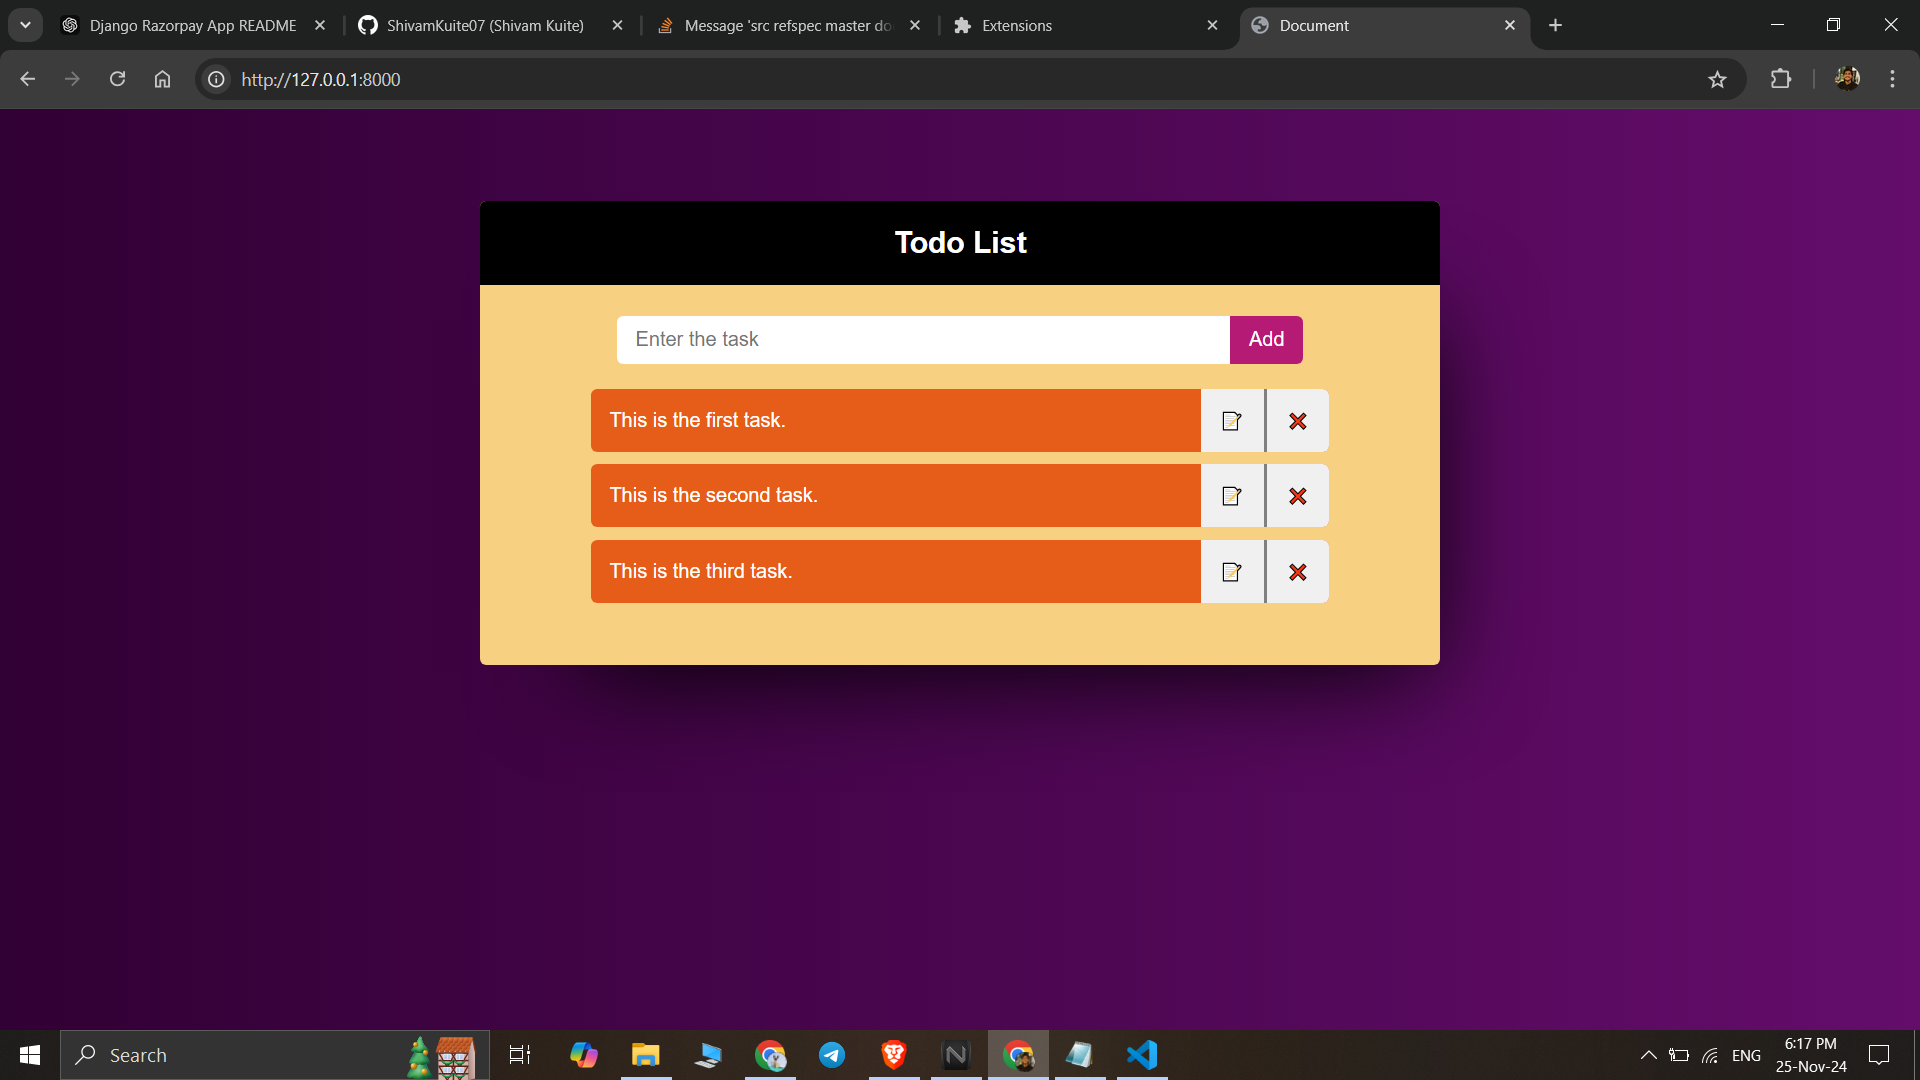 Django Razorpay App README
ShivamKuite07 (Shivam Kuite)
Message 'src refspec master do
Extensions
Document
http://127.0.0.1:8000
Todo List
Enter the task
Add
This is the first task.
This is the second task.
This is the third task.
Search
ENG
6:17 PM
25-Nov-24